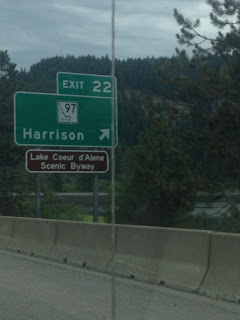 EXIT 22
97
Harrison
Lake Coeur d'Alene
Scenic Byway